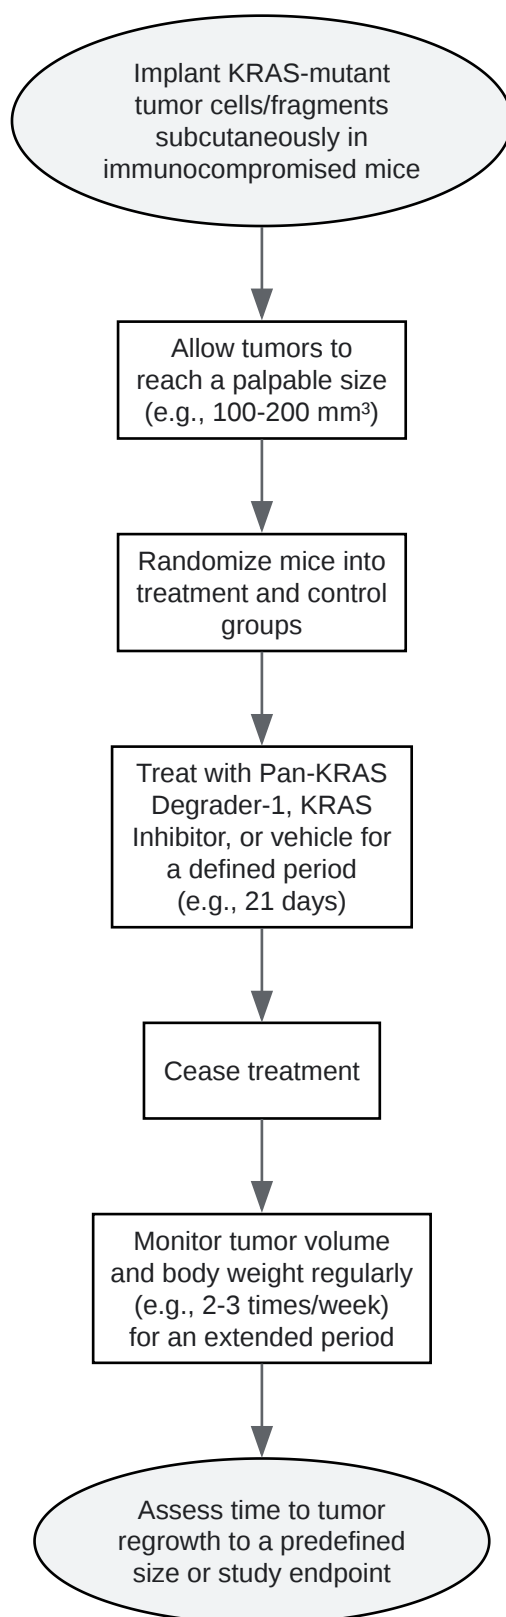 Implant KRAS-mutant
tumor cells/fragments
subcutaneously in
immunocompromised mice
Allow tumors to
reach a palpable size
(e.g., 100-200 mm³)
Randomize mice into
treatment and control
groups
Treat with Pan-KRAS
Degrader-1, KRAS
Inhibitor, or vehicle for
a defined period
(e.g., 21 days)
Cease treatment
Monitor tumor volume
and body weight regularly
(e.g., 2-3 times/week)
for an extended period
Assess time to tumor
regrowth to a predefined
size or study endpoint